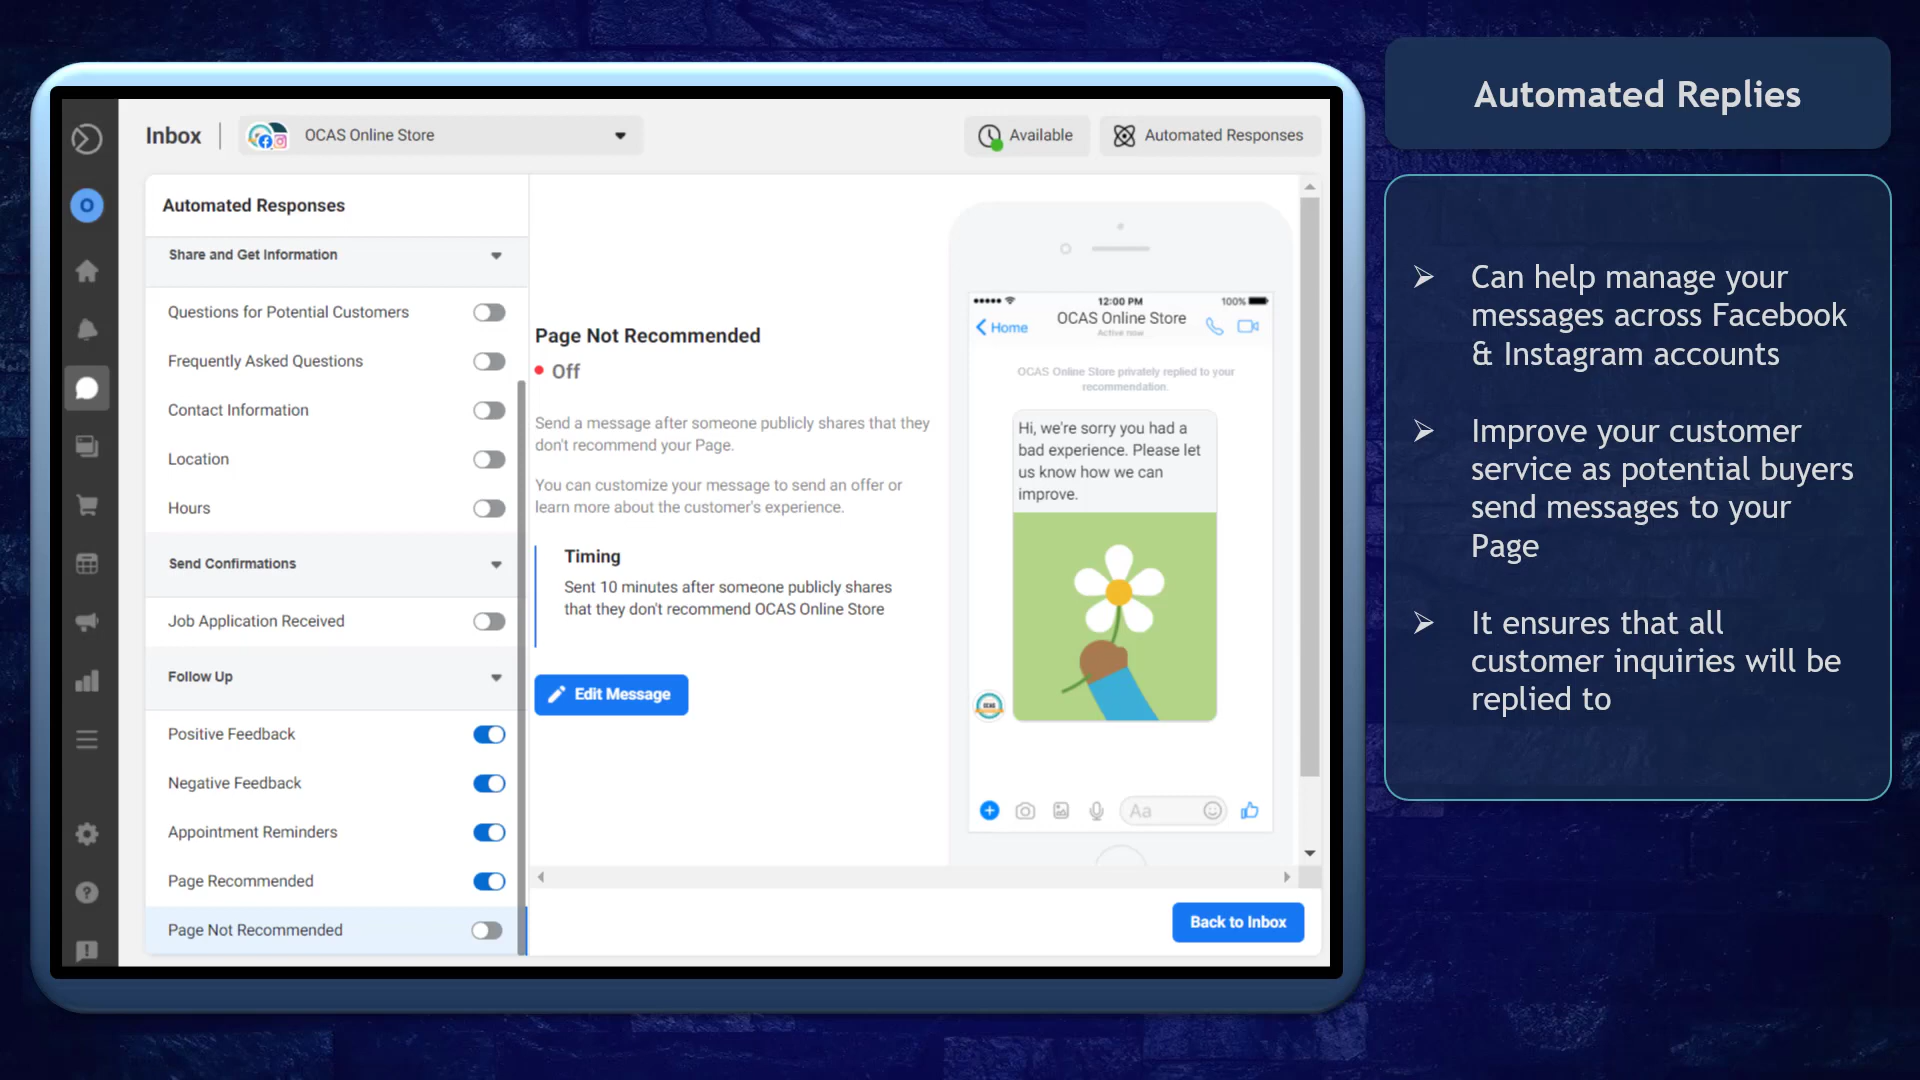 Automated Replies
Inbox
OCAS Online Store
Available
Automated Responses
O
Automated Responses
Share and Get Information
Questions for Potential Customers
Frequently Asked Questions
Contact Information
Location
Hours
Send Confirmations
Job Application Received
Follow Up
Positive Feedback
Negative Feedback
Appointment Reminders
Page Recommended
Page Not Recommended
Page Not Recommended
Off
Send a message after someone publicly shares that they
don't recommend your Page.
You can customize your message to send an offer or
learn more about the customer's experience.
Timing
Sent 10 minutes after someone publicly shares
that they don't recommend OCAS Online Store
Edit Message
12:00 PM
100%
Home
OCAS Online Store
Active now
OCAS Online Store privately replied to your
recommendation.
Hi, we're sorry you had a
bad experience. Please let
us know how we can
improve.
OCAS
Aa
Back to Inbox
Can help manage your
messages across Facebook
& Instagram accounts
Improve your customer
service as potential buyers
send messages to your
Page
It ensures that all
customer inquiries will be
replied to